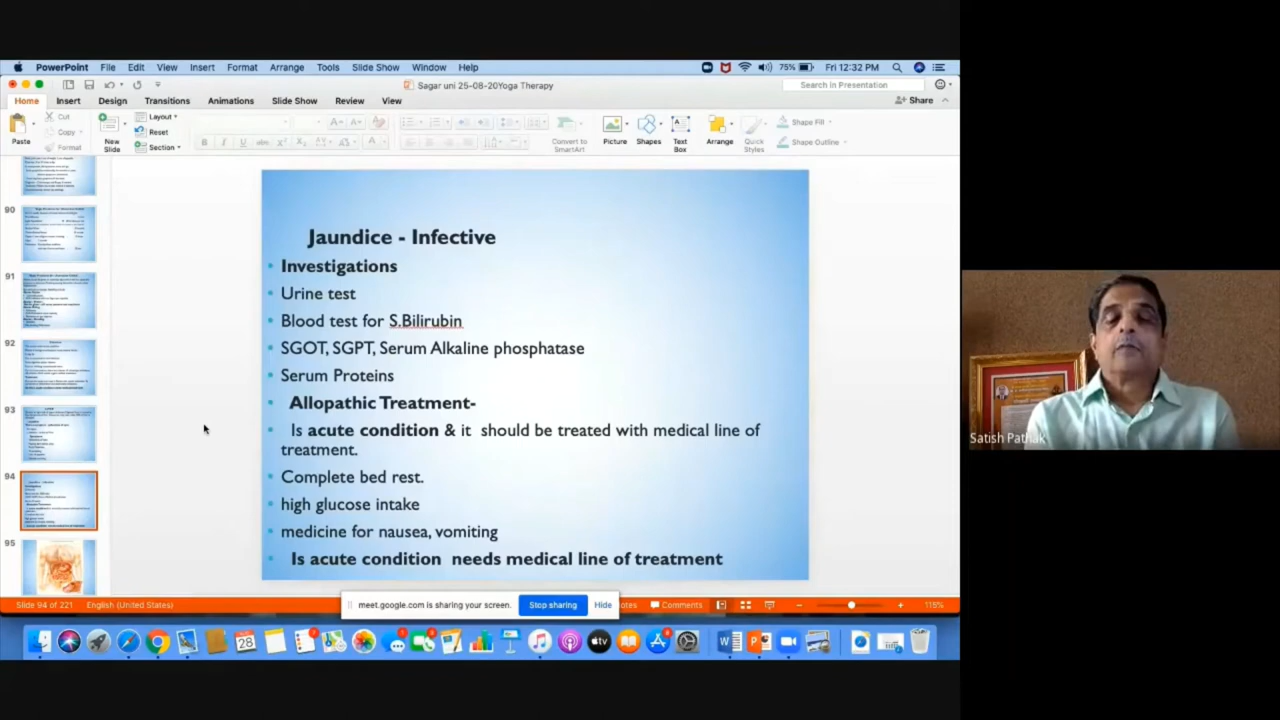 PowerPoint File Edit View Insert Format Arrange Tools Slide Show Window Help 75% Fri 12:32 PM
Sagar uni 25-08-20Yoga Therapy
Search in Presentation
Home Insert Design Transitions Animations Slide Show Review View
Share
Paste
Cut
Copy
Format
New
Slide
Layout
Reset
Section
Convert to
SmartArt
Picture
Shapes
Text
Box
Arrange
Quick
Styles
Shape Fill
Shape Outline
90
91
92
93
94
95
Jaundice - Infective
Investigations
Urine test
Blood test for S.Bilirubin
SGOT, SGPT, Serum Alkaline phosphatase
Serum Proteins
Allopathic Treatment-
Is acute condition & it should be treated with medical line of
treatment.
Complete bed rest.
high glucose intake
medicine for nausea, vomiting
Is acute condition needs medical line of treatment
Satish Pathak
Slide 94 of 221 English (United States)
meet.google.com is sharing your screen. Stop sharing Hide
otes Comments 115%
28